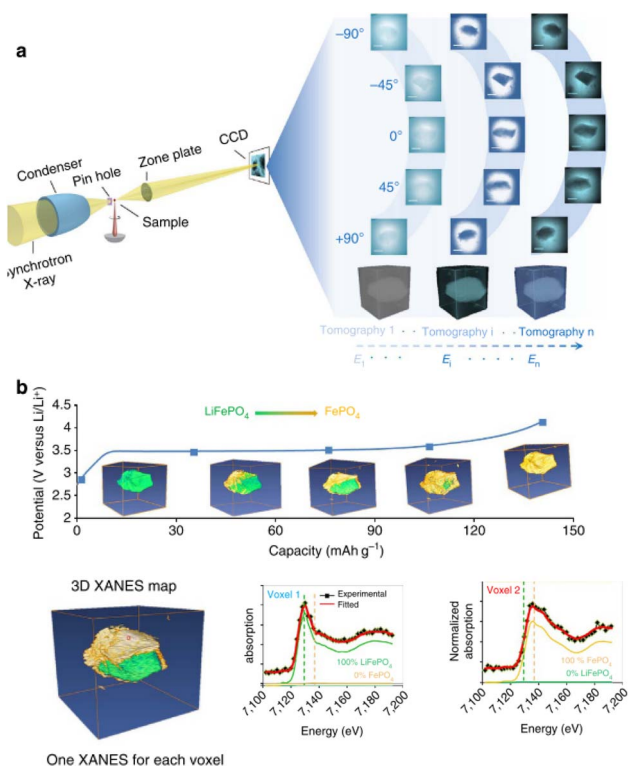 a
Condenser
Pin hole
Zone plate
CCD
Sample
ynchrotron
X-ray
–90°
–45°
0°
45°
+90°
Tomography 1 · · Tomography i · · Tomography n
E1 · · · · Ei · · · · · En
b
LiFePO4 FePO4
Potential (V versus Li/Li+)
4.5
4
3.5
3
2.5
2
0 30 60 90 120 150
Capacity (mAh g–1)
3D XANES map
One XANES for each voxel
Voxel 1
Experimental
Fitted
absorption
100% LiFePO4
0% FePO4
7,100 7,120 7,140 7,160 7,180 7,200
Energy (eV)
Voxel 2
Normalized
absorption
100 % FePO4
0% LiFePO4
7,100 7,120 7,140 7,160 7,180 7,200
Energy (eV)